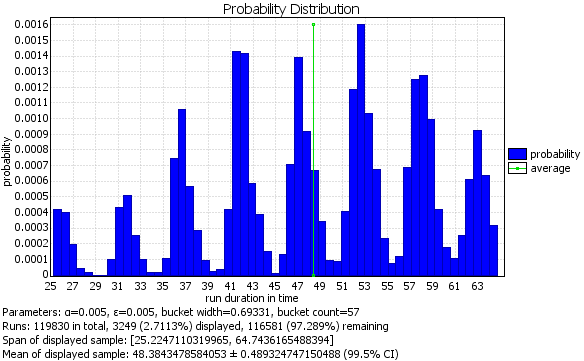 Probability Distribution
0.0016
0.0015
0.0014
0.0013
0.0012
0.0011
0.0010
0.0009
0.0008
0.0007
0.0006
0.0005
0.0004
0.0003
0.0002
0.0001
0
probability
probability
average
25 27 29 31 33 35 37 39 41 43 45 47 49 51 53 55 57 59 61 63
run duration in time
Parameters: α=0.005, ε=0.005, bucket width=0.69331, bucket count=57
Runs: 119830 in total, 3249 (2.7113%) displayed, 116581 (97.289%) remaining
Span of displayed sample: [25.2247110319965, 64.7436165488394]
Mean of displayed sample: 48.3843478584053 ± 0.489324747150488 (99.5% CI)